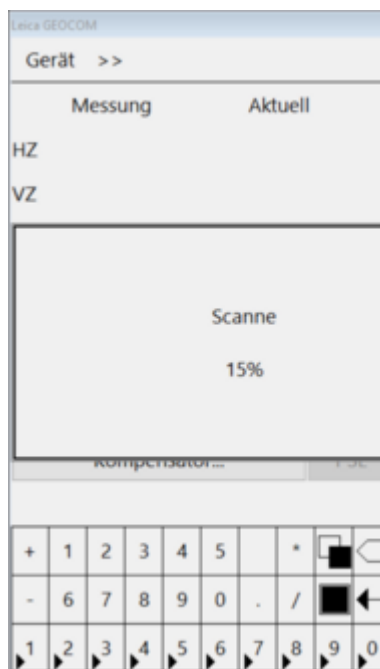 Leica GEOCOM
Gerät >>
Messung Aktuell
HZ
VZ
Scanne
15%
Kompensator...
+ 1 2 3 4 5 *
- 6 7 8 9 0 . /
1 2 3 4 5 6 7 8 9 0